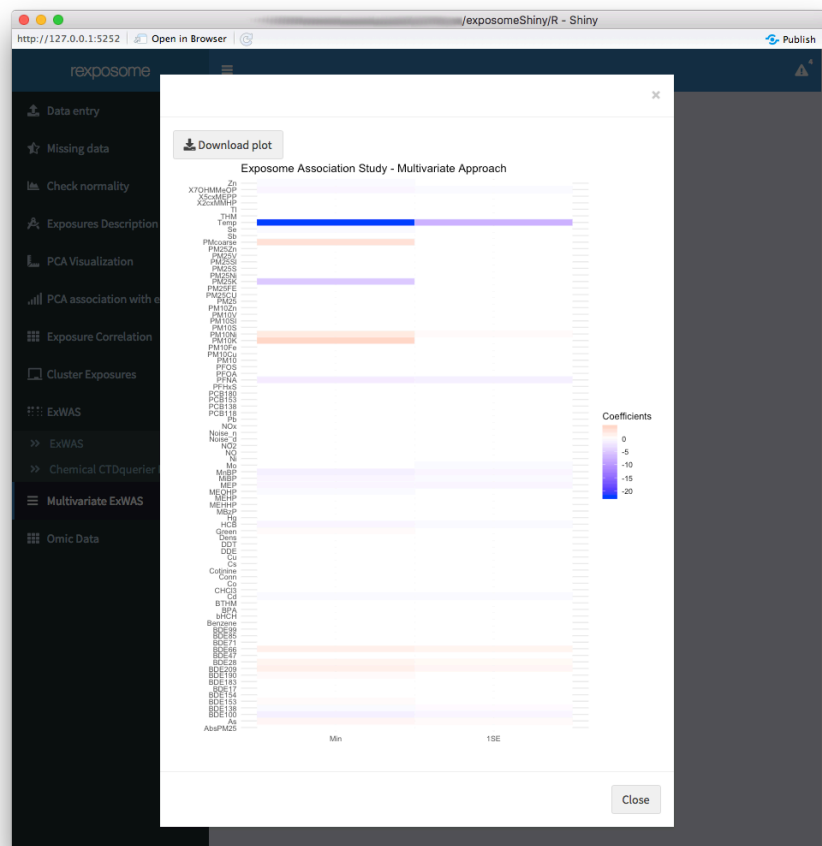 /exposomeShiny/R - Shiny
http://127.0.0.1:5252 Open in Browser Publish
rexposome
4
Data entry
Missing data
Check normality
Exposures Description
PCA Visualization
PCA association with e
Exposure Correlation
Cluster Exposures
ExWAS
ExWAS
Chemical CTDquerier
Multivariate ExWAS
Omic Data
×
Download plot
Exposome Association Study - Multivariate Approach
Zn
X7OHMMeOP
X5cxMEPP
X2cxMMHP
Tl
THM
Temp
Se
Sb
PMcoarse
PM25Zn
PM25V
PM25SI
PM25S
PM25Ni
PM25K
PM25FE
PM25CU
PM25
PM10Zn
PM10V
PM10SI
PM10S
PM10Ni
PM10K
PM10Fe
PM10Cu
PM10
PFOS
PFOA
PFNA
PFHxS
PCB180
PCB153
PCB138
PCB118
Pb
NOx
Noise_n
Noise_d
NO2
NO
Ni
Mo
MnBP
MiBP
MEP
MEOHP
MEHP
MEHHP
MBzP
Hg
HCB
Green
Dens
DDT
DDE
Cu
Cs
Cotinine
Conn
Co
CHCl3
Cd
BTHM
BPA
bHCH
Benzene
BDE99
BDE85
BDE71
BDE66
BDE47
BDE28
BDE209
BDE190
BDE183
BDE17
BDE154
BDE153
BDE138
BDE100
As
AbsPM25
Min 1SE
Coefficients
0
-5
-10
-15
-20
Close